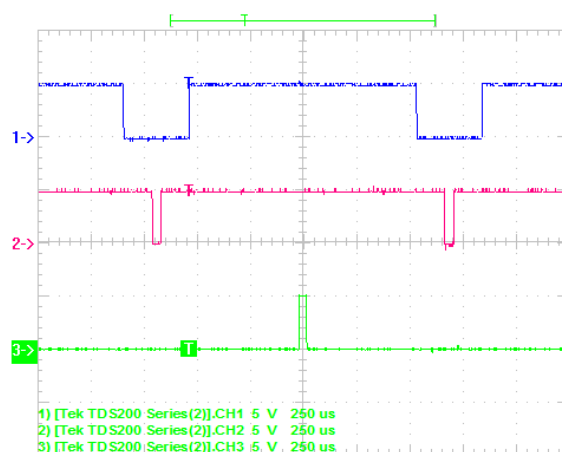 T
T
1->
T
2->
3->
T
1) [Tek TDS200 Series(2)].CH1 5 V 250 us
2) [Tek TDS200 Series(2)].CH2 5 V 250 us
3) [Tek TDS200 Series(2)].CH3 5 V 250 us